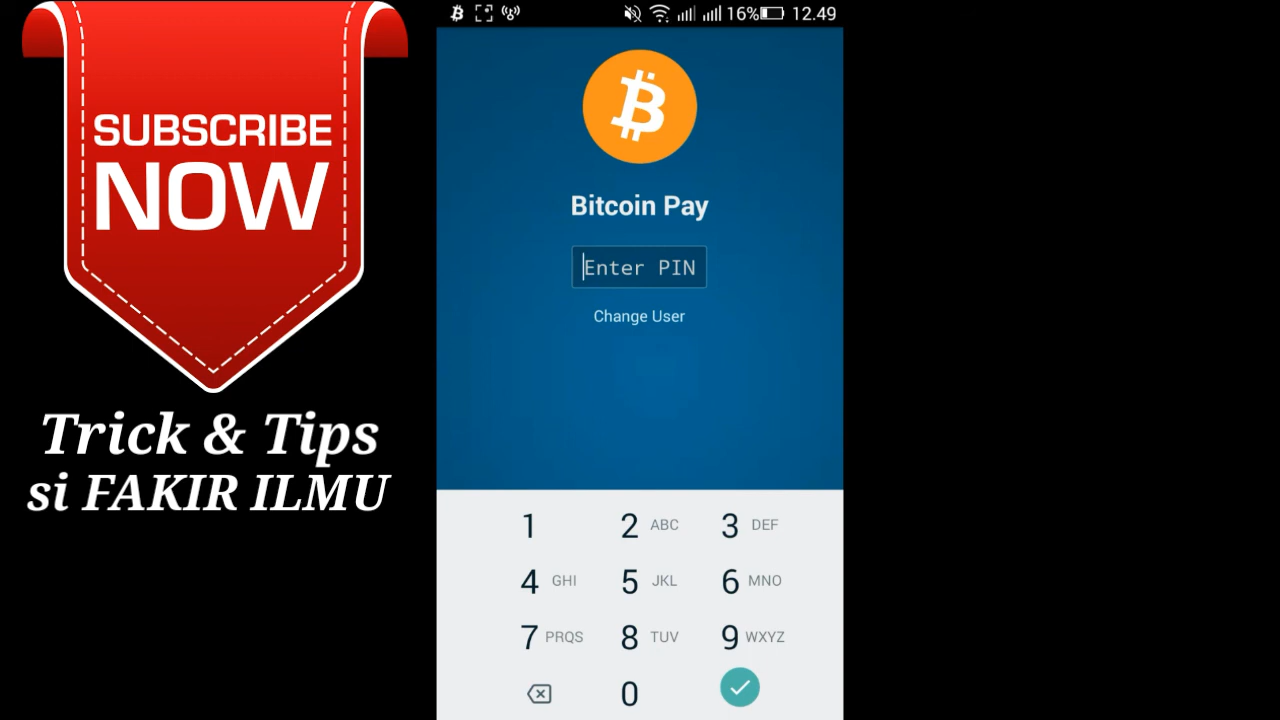 SUBSCRIBE
NOW
Trick & Tips
si FAKIR ILMU
16% 12.49
Bitcoin Pay
Enter PIN
Change User
1 2 ABC 3 DEF
4 GHI 5 JKL 6 MNO
7 PRQS 8 TUV 9 WXYZ
0